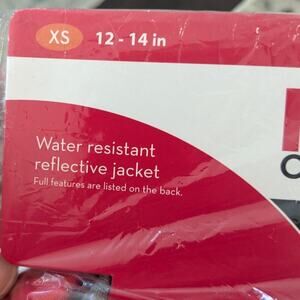 XS 12 - 14 in
Water resistant
reflective jacket
Full features are listed on the back.